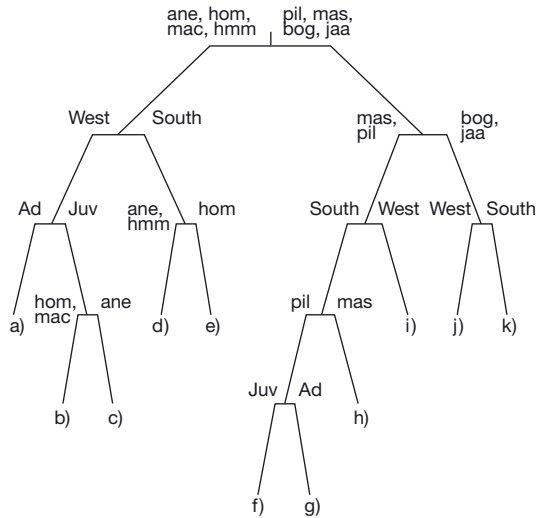 ane, hom,
mac, hmm
pil, mas,
bog, jaa
West
South
mas,
pil
bog,
jaa
Ad
Juv
ane,
hmm
hom
South
West
West
South
hom,
mac
ane
pil
mas
a)
d)
e)
i)
j)
k)
Juv
Ad
b)
c)
h)
f)
g)